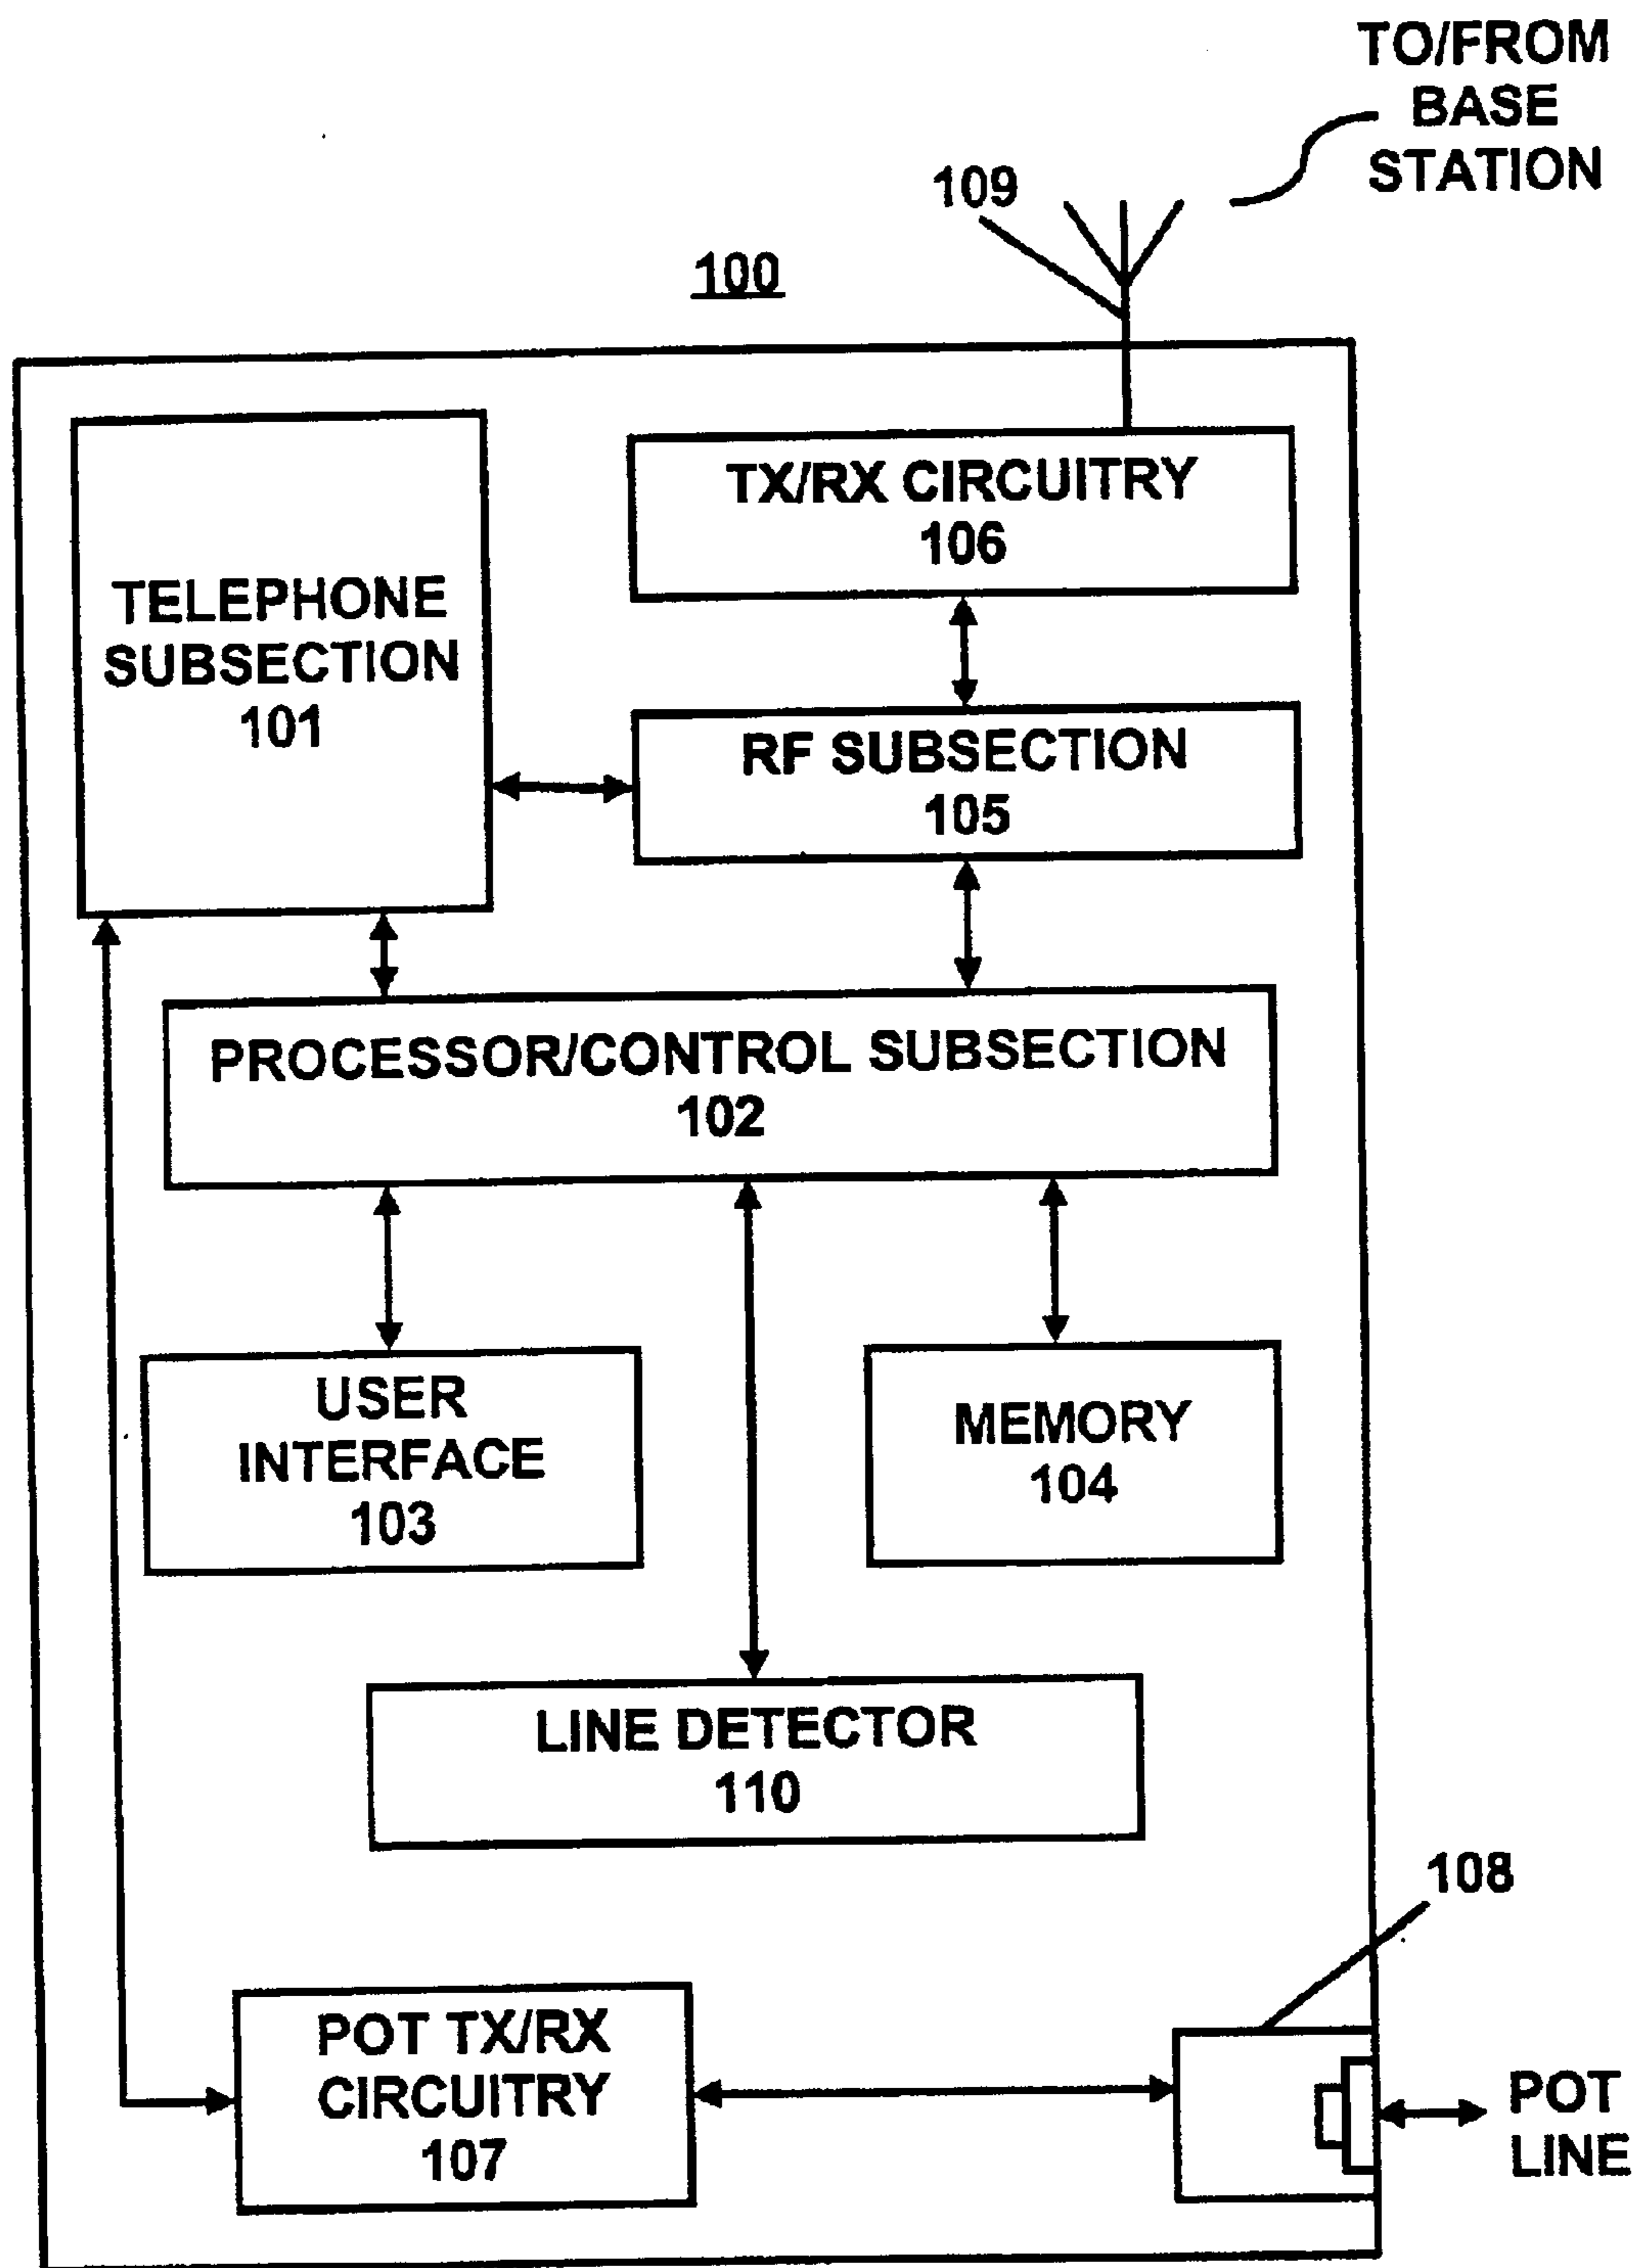 TO/FROM
BASE
STATION
109
100
TX/RX CIRCUITRY
106
TELEPHONE
SUBSECTION
101
RF SUBSECTION
105
PROCESSOR/CONTROL SUBSECTION
102
USER
INTERFACE
103
MEMORY
104
LINE DETECTOR
110
108
POT TX/RX
CIRCUITRY
107
POT
LINE